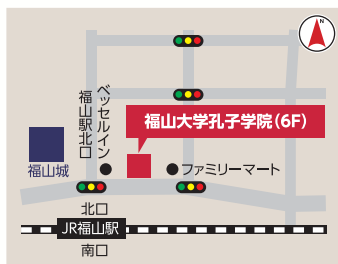 N
ベッセルイン
福山駅北口
福山大学孔子学院(6F)
福山城
ファミリーマート
北口
JR福山駅
南口